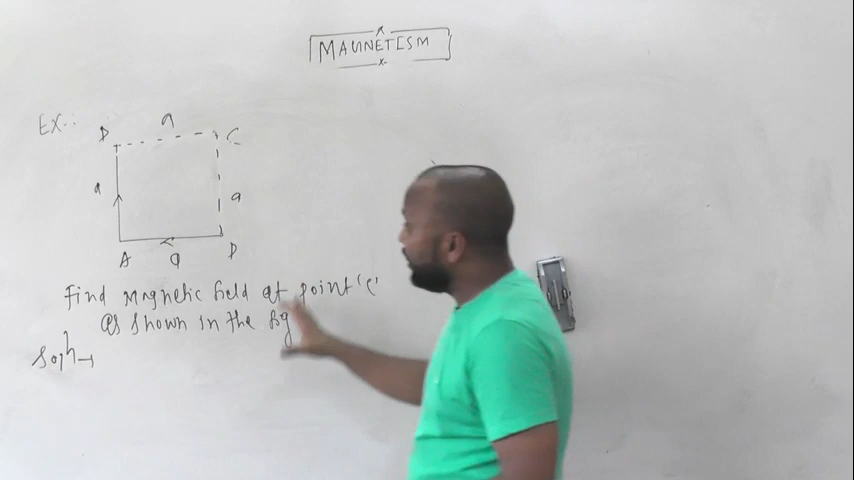 MAGNETISM
EX:-
B a C
a a
A a D
Find Magnetic field at point 'C'
as shown in the fig
Soln→